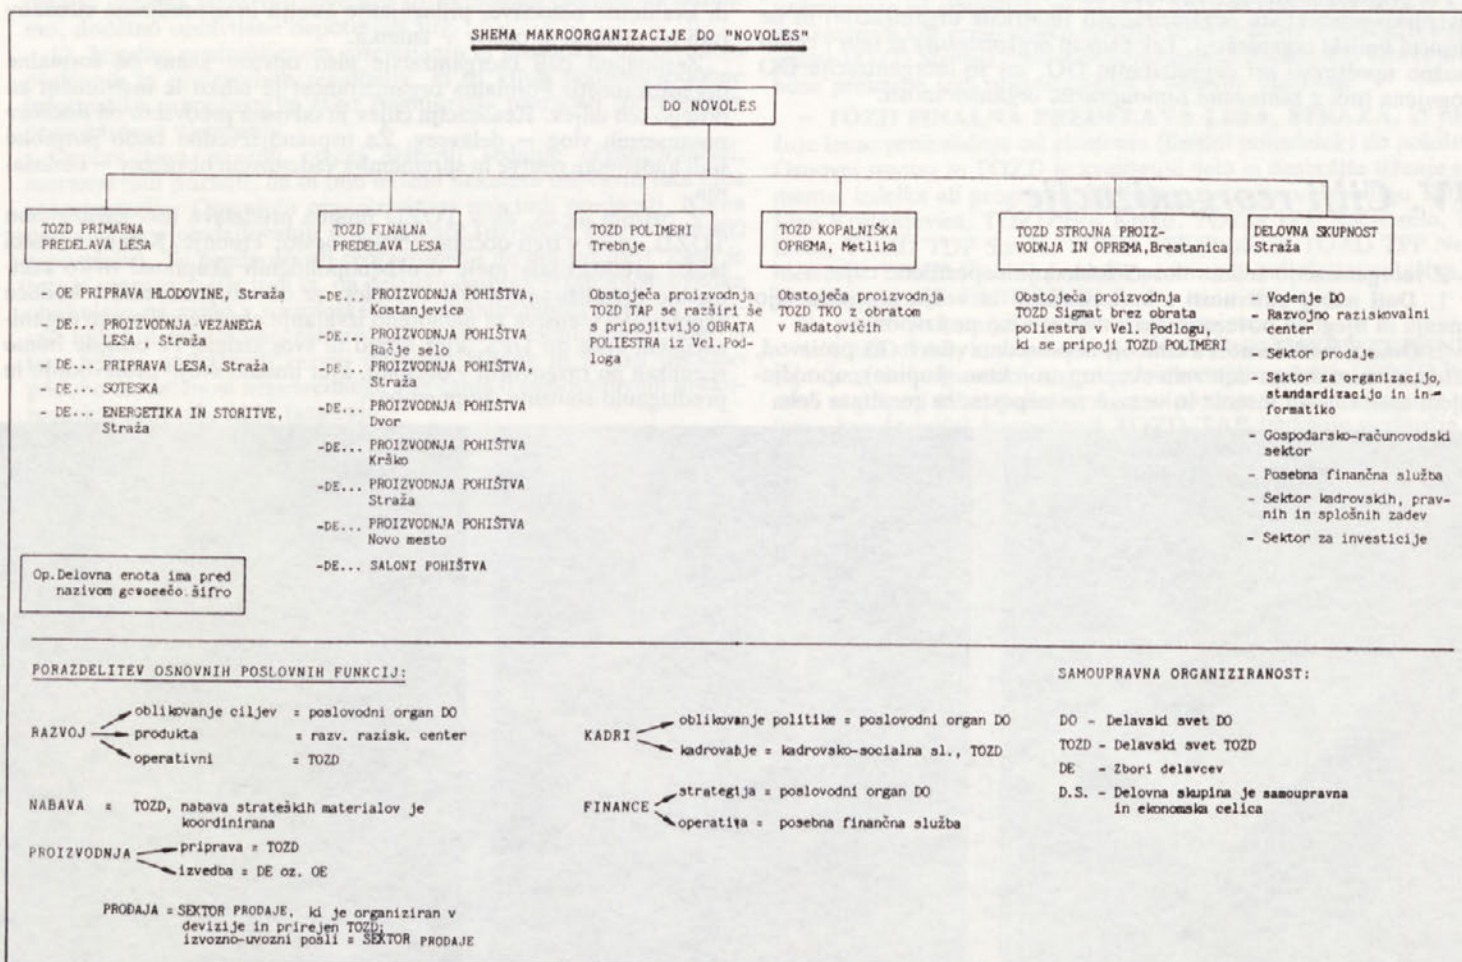 SHEMA MAKROORGANIZACIJE DO "NOVOLES"
DO NOVOLES
TOZD PRIMARNA
PREDELAVA LESA
- OE PRIPRAVA HLODOVINE, Straža
- DE... PROIZVODNJA VEZANEGA
LESA , Straža
- DE... PRIPRAVA LESA, Straža
- DE... SOTESKA
- DE... ENERGETIKA IN STORITVE,
Straža
TOZD FINALNA
PREDELAVA LESA
-DE... PROIZVODNJA POHIŠTVA,
Kostanjevica
-DE... PROIZVODNJA POHIŠTVA
Račje selo
-DE... PROIZVODNJA POHIŠTVA,
Straža
-DE... PROIZVODNJA POHIŠTVA
Dvor
-DE... PROIZVODNJA POHIŠTVA
Krško
-DE... PROIZVODNJA POHIŠTVA
Straža
-DE... PROIZVODNJA POHIŠTVA
Novo mesto
-DE... SALONI POHIŠTVA
TOZD POLIMERI
Trebnje
Obstoječa proizvodnja
TOZD TAP se razširi še
s pripojitvijo OBRATA
POLIESTRA iz Vel.Pod-
loga
TOZD KOPALNIŠKA
OPREMA, Metlika
Obstoječa proizvodnja
TOZD TKO z obratom
v Radatovičih
TOZD STROJNA PROIZ-
VODNJA IN OPREMA,Brestanica
Obstoječa proizvodnja
TOZD Sigmat brez obrata
poliestra v Vel. Podlogu,
ki se pripoji TOZD POLIMERI
DELOVNA SKUPNOST
Straža
- Vodenje DO
- Razvojno raziskovalni
center
- Sektor prodaje
- Sektor za organizacijo,
standardizacijo in in-
formatiko
- Gospodarsko-računovodski
sektor
- Posebna finančna služba
- Sektor kadrovskih, prav-
nih in splošnih zadev
- Sektor za investicije
Op.Delovna enota ima pred
nazivom govorečo šifro
PORAZDELITEV OSNOVNIH POSLOVNIH FUNKCIJ:
RAZVOJ
oblikovanje ciljev = poslovodni organ DO
produkta = razv. razisk. center
operativni = TOZD
NABAVA = TOZD, nabava strateških materialov je
koordinirana
PROIZVODNJA
priprava = TOZD
izvedba = DE oz. OE
PRODAJA = SEKTOR PRODAJE, ki je organiziran v
devizije in prirejen TOZD;
izvozno-uvozni posli = SEKTOR PRODAJE
KADRI
oblikovanje politike = poslovodni organ DO
kadrovanje = kadrovsko-socialna sl., TOZD
FINANCE
strategija = poslovodni organ DO
operativa = posebna finančna služba
SAMOUPRAVNA ORGANIZIRANOST:
DO - Delavski svet DO
TOZD - Delavski svet TOZD
DE - Zbori delavcev
D.S. - Delovna skupina je samoupravna
in ekonomska celica